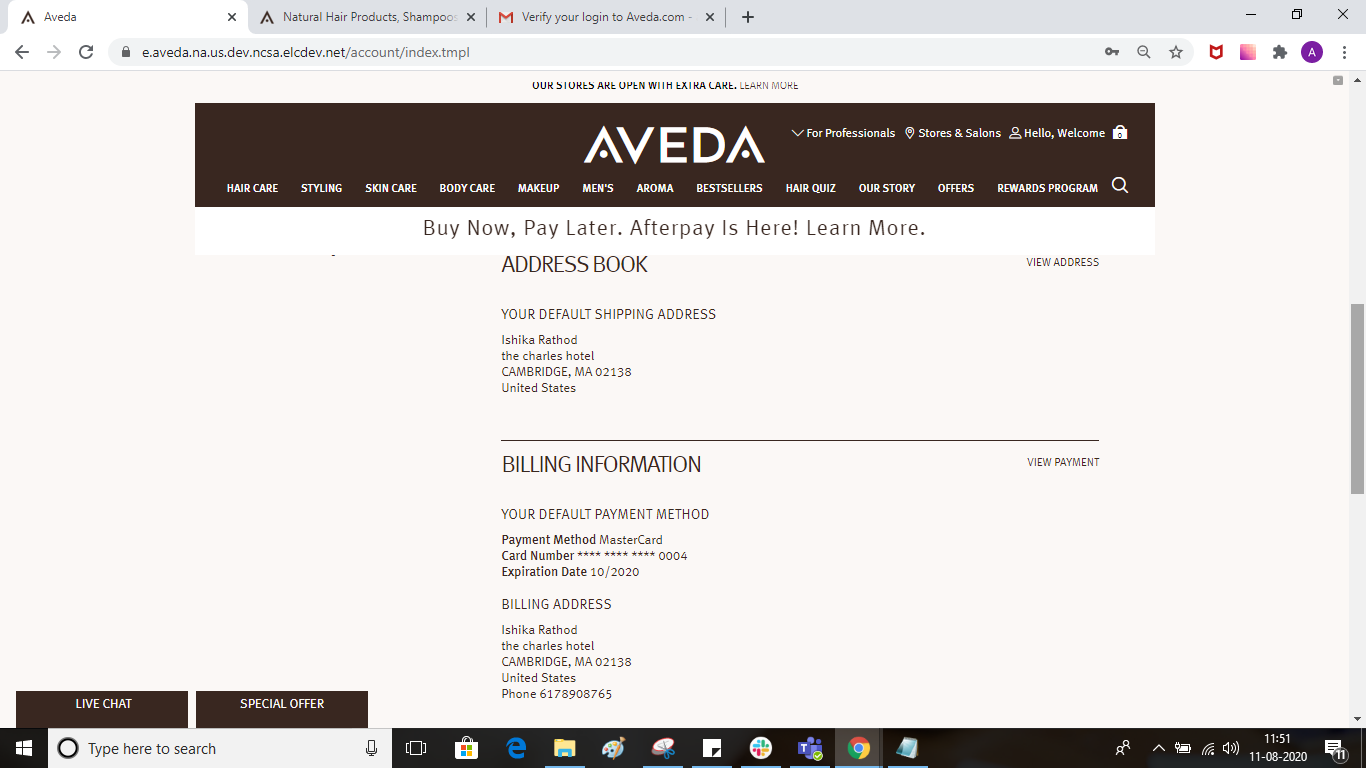 Aveda
Natural Hair Products, Shampoos
Verify your login to Aveda.com -
e.aveda.na.us.dev.ncsa.elcdev.net/account/index.tmpl
A
OUR STORES ARE OPEN WITH EXTRA CARE. LEARN MORE
AVEDA
For Professionals
Stores & Salons
Hello, Welcome
0
HAIR CARE STYLING SKIN CARE BODY CARE MAKEUP MEN'S AROMA BESTSELLERS HAIR QUIZ OUR STORY OFFERS REWARDS PROGRAM
Buy Now, Pay Later. Afterpay Is Here! Learn More.
ADDRESS BOOK
VIEW ADDRESS
YOUR DEFAULT SHIPPING ADDRESS
Ishika Rathod
the charles hotel
CAMBRIDGE, MA 02138
United States
BILLING INFORMATION
VIEW PAYMENT
YOUR DEFAULT PAYMENT METHOD
Payment Method MasterCard
Card Number **** **** **** 0004
Expiration Date 10/2020
BILLING ADDRESS
Ishika Rathod
the charles hotel
CAMBRIDGE, MA 02138
United States
Phone 6178908765
LIVE CHAT
SPECIAL OFFER
Type here to search
11:51
11-08-2020
11